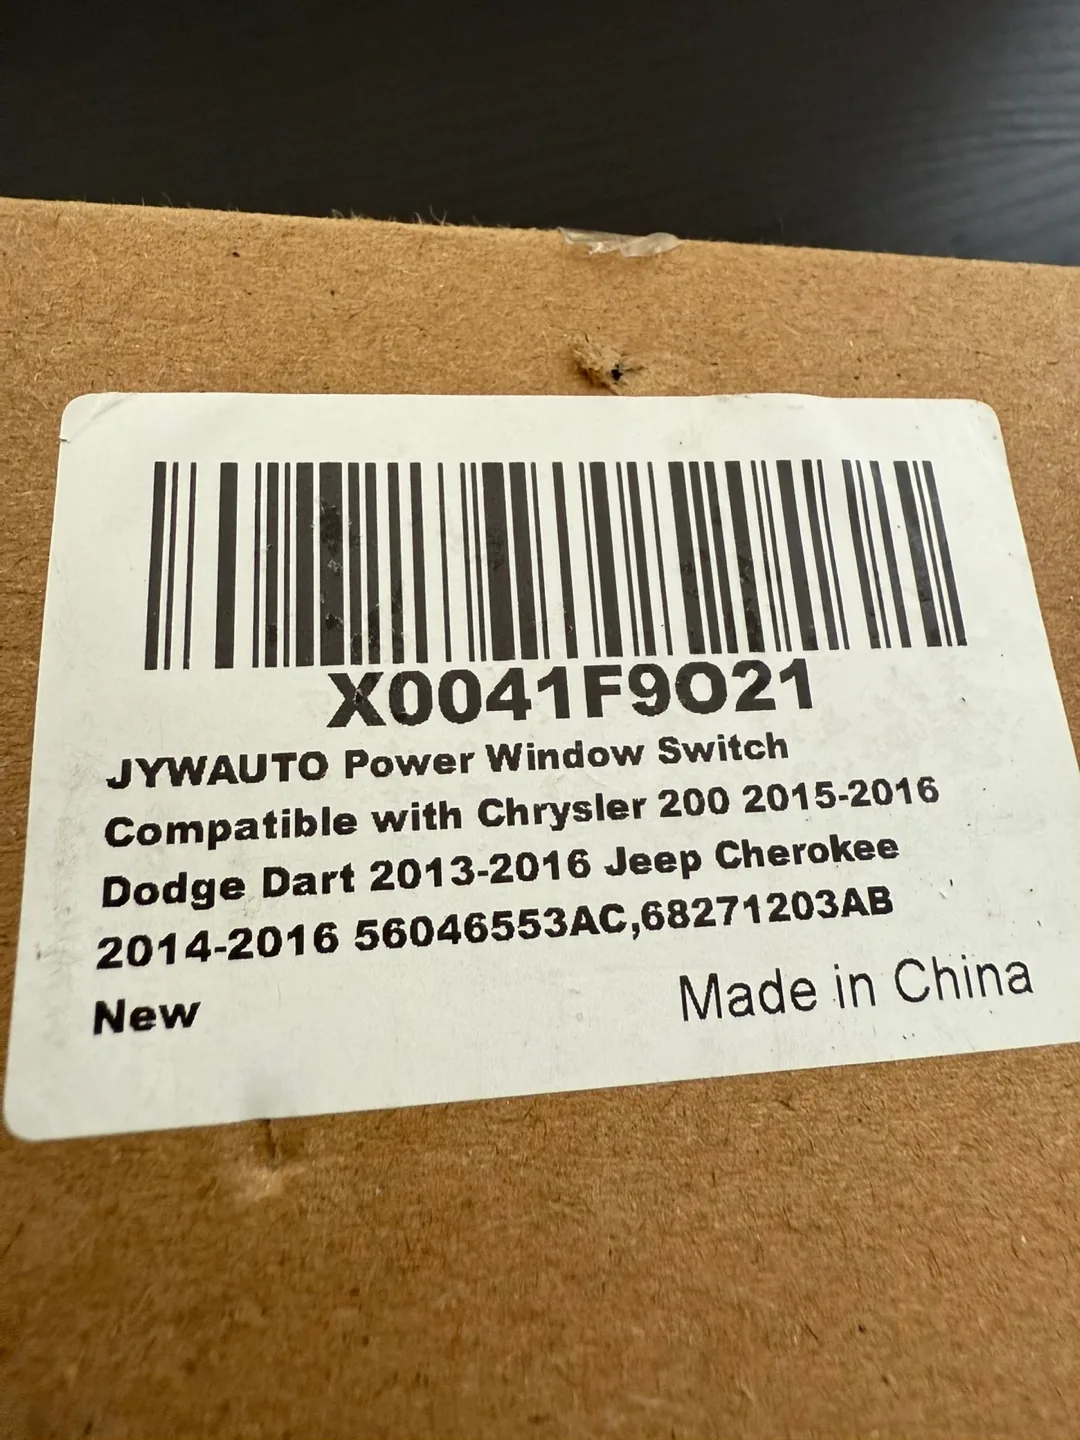 X0041F9O21
JYWAUTO Power Window Switch
Compatible with Chrysler 200 2015-2016
Dodge Dart 2013-2016 Jeep Cherokee
2014-2016 56046553AC,68271203AB
New
Made in China